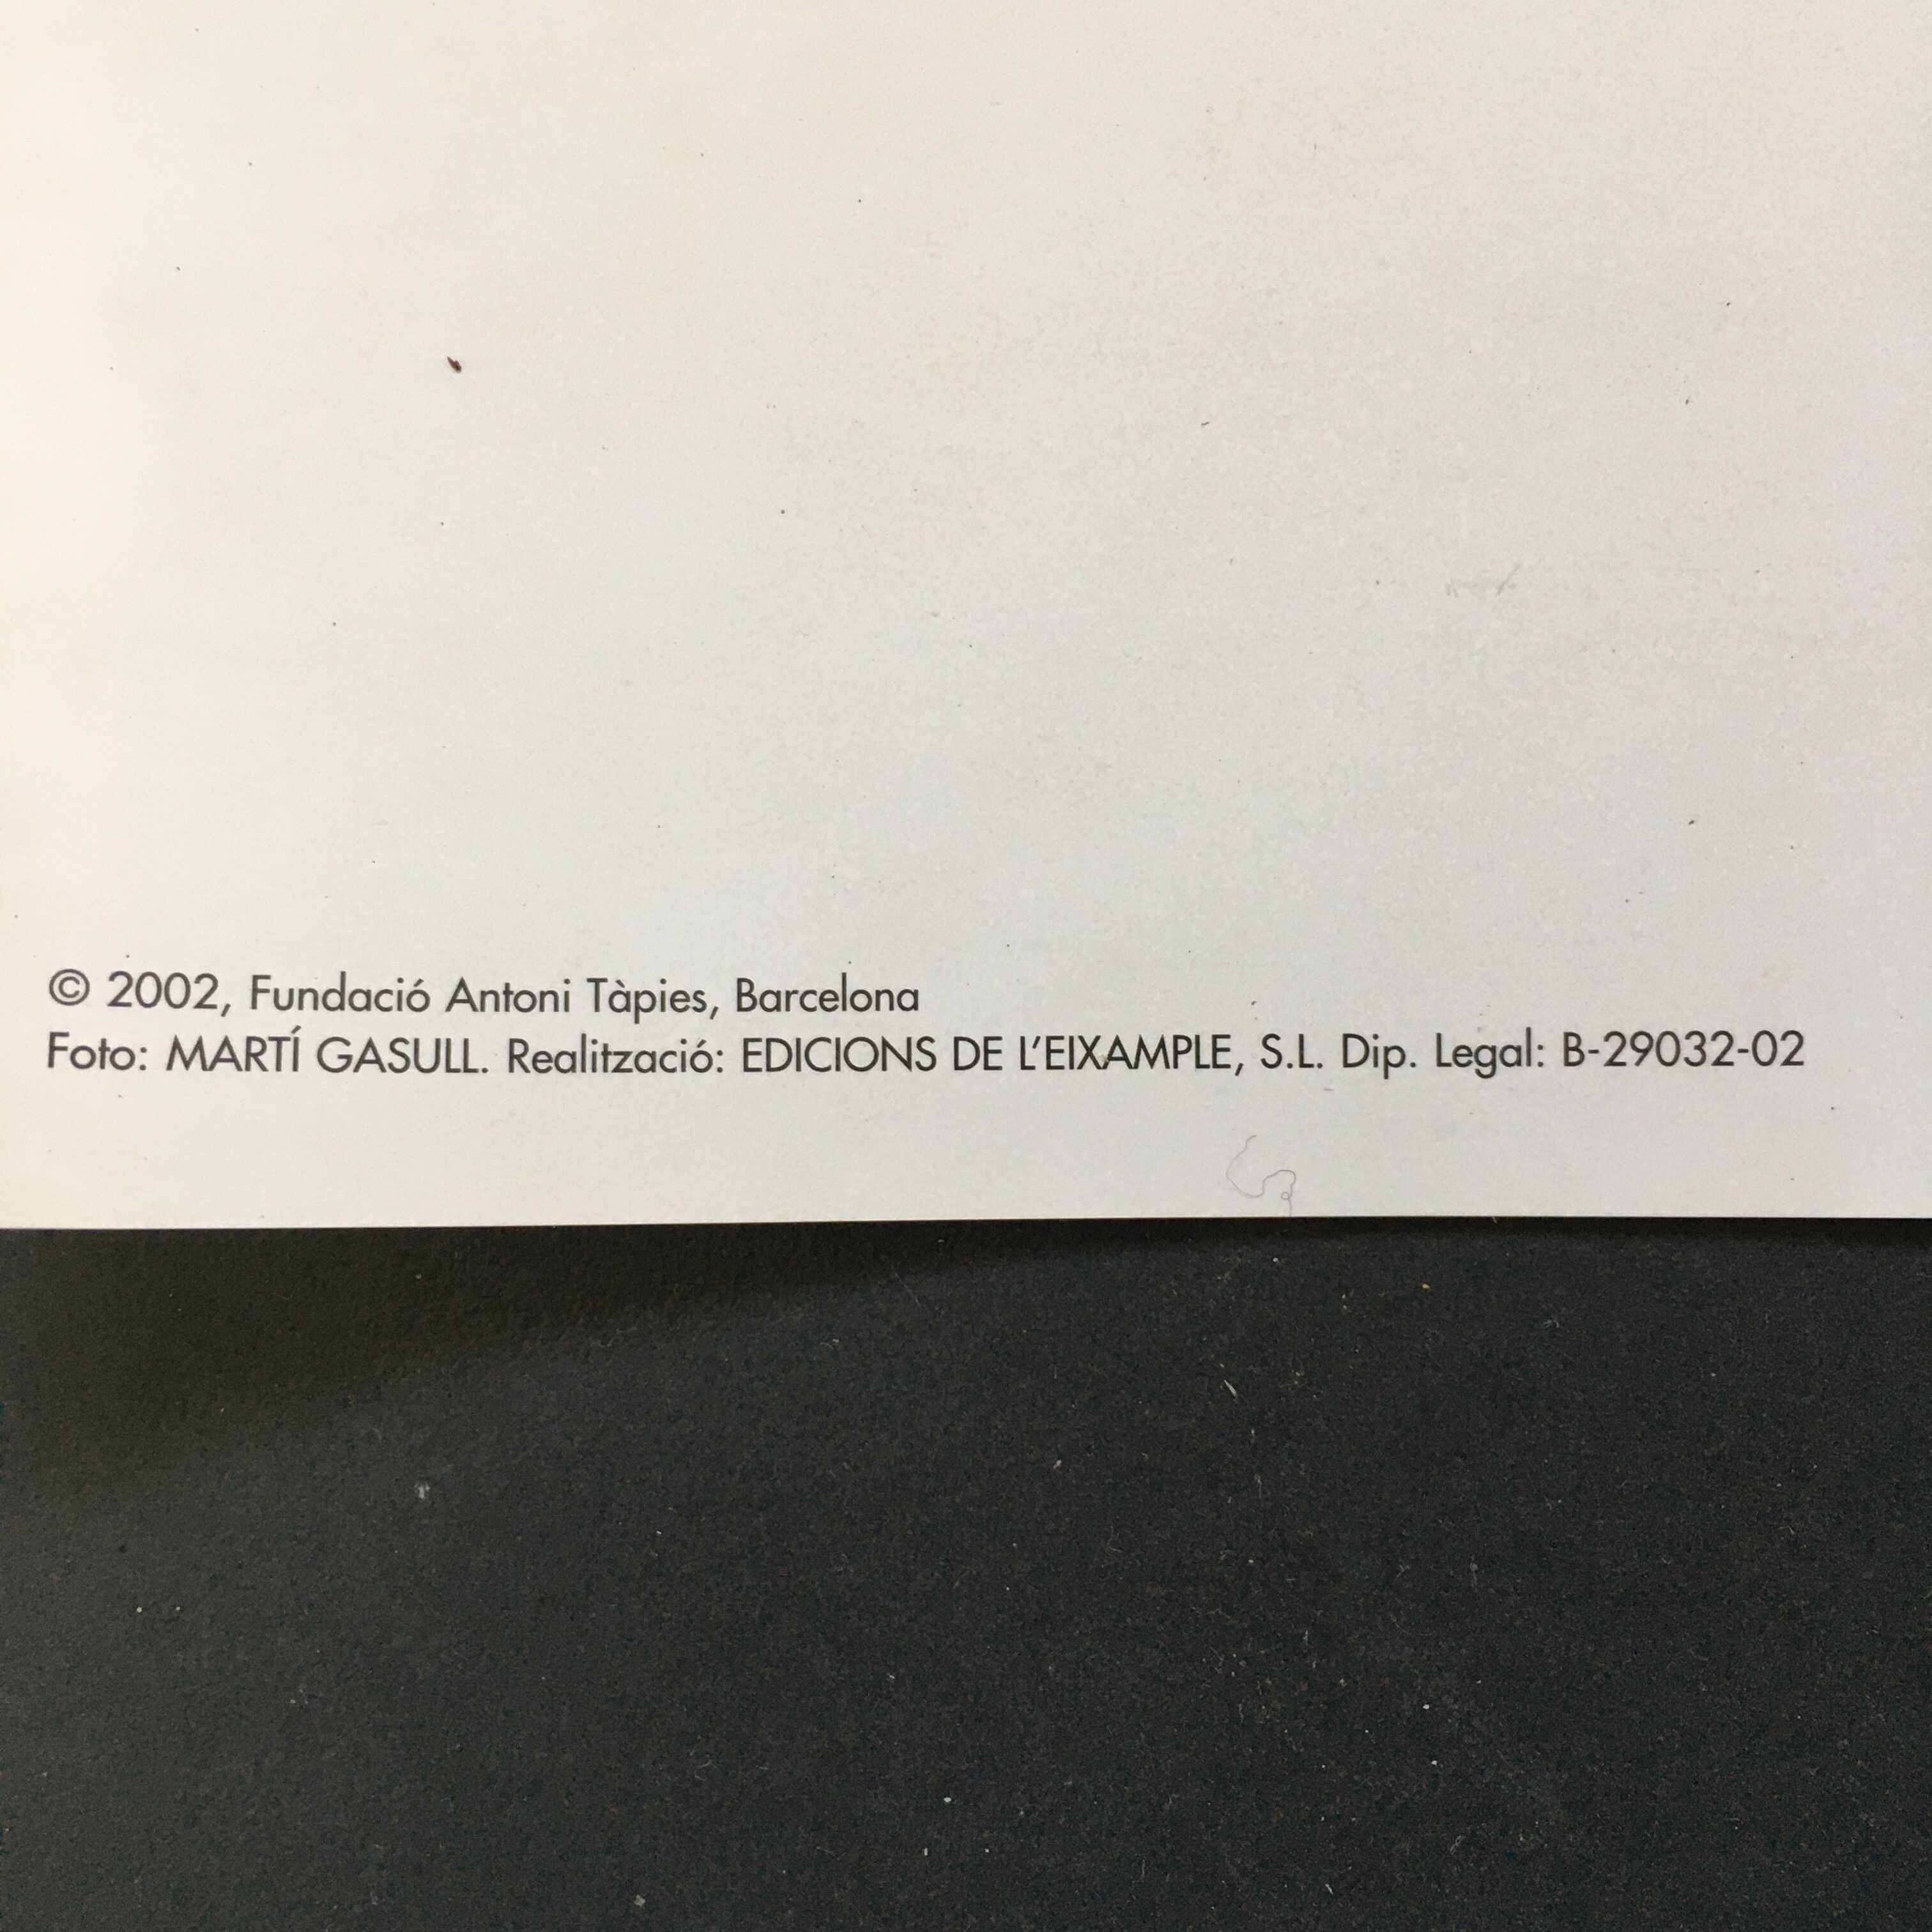 © 2002, Fundació Antoni Tàpies, Barcelona
Foto: MARTÍ GASULL. Realització: EDICIONS DE L'EIXAMPLE, S.L. Dip. Legal: B-29032-02